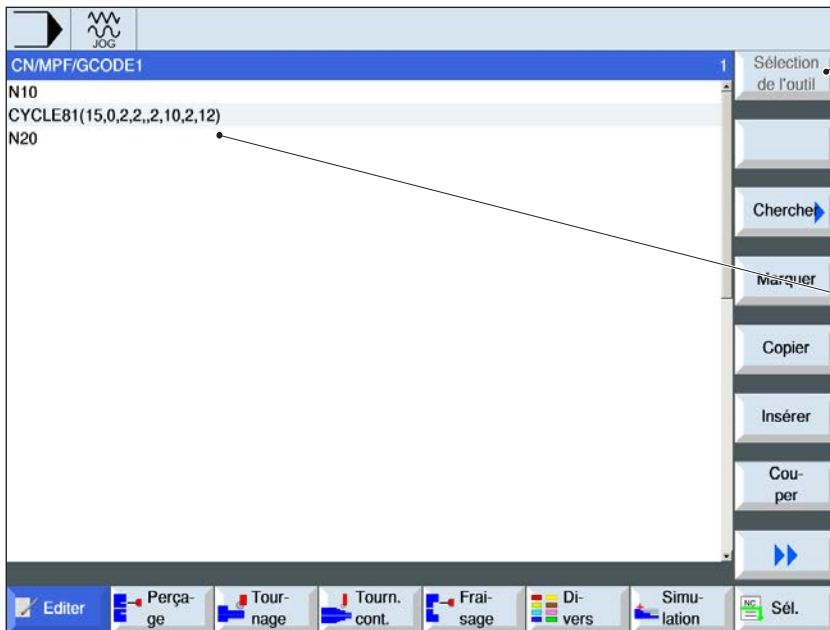 JOG
CN/MPF/GCODE1 1
N10
CYCLE81(15,0,2,2,,2,10,2,12)
N20
Sélection
de l'outil
Chercher
Marquer
Copier
Insérer
Cou-
per
Editer
Perça-
ge
Tour-
nage
Tourn.
cont.
Frai-
sage
Di-
vers
Simu-
lation
NC
Sél.